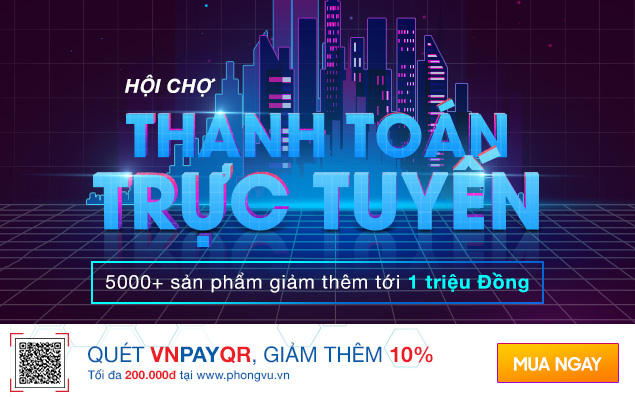 HỘI CHỢ
THANH TOÁN
TRỰC TUYẾN
5000+ sản phẩm giảm thêm tới 1 triệu Đồng
QUÉT VNPAYQR, GIẢM THÊM 10%
Tối đa 200.000đ tại www.phongvu.vn
MUA NGAY